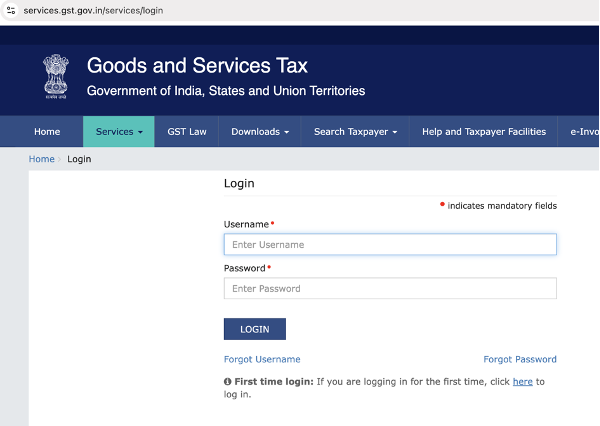 services.gst.gov.in/services/login
Goods and Services Tax
Government of India, States and Union Territories
Home Services GST Law Downloads Search Taxpayer Help and Taxpayer Facilities e-Invo
Home > Login
Login
• indicates mandatory fields
Username •
Enter Username
Password •
Enter Password
LOGIN
Forgot Username Forgot Password
First time login: If you are logging in for the first time, click here to
log in.